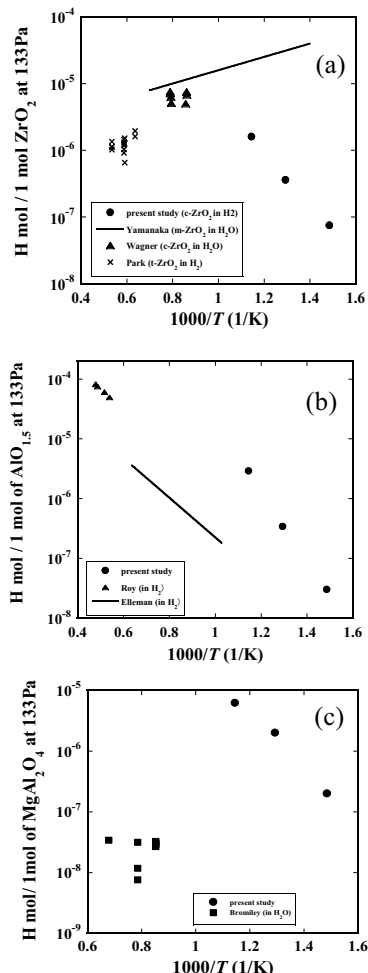 10⁻⁴
(a)
10⁻⁵
10⁻⁶
10⁻⁷
10⁻⁸
H mol / 1 mol ZrO₂ at 133Pa
present study (c-ZrO₂ in H2)
Yamanaka (m-ZrO₂ in H₂O)
Wagner (c-ZrO₂ in H₂O)
Park (t-ZrO₂ in H₂)
0.4 0.6 0.8 1 1.2 1.4 1.6
1000/T (1/K)
(b)
10⁻⁴
10⁻⁵
10⁻⁶
10⁻⁷
10⁻⁸
H mol / 1 mol of AlO₁.₅ at 133Pa
present study
Roy (in H₂)
Elleman (in H₂)
0.4 0.6 0.8 1 1.2 1.4 1.6
1000/T (1/K)
10⁻⁵
(c)
10⁻⁶
10⁻⁷
10⁻⁸
10⁻⁹
H mol/ 1mol of MgAl₂O₄ at 133Pa
present study
Bromiley (in H₂O)
0.6 0.8 1 1.2 1.4 1.6
1000/T (1/K)